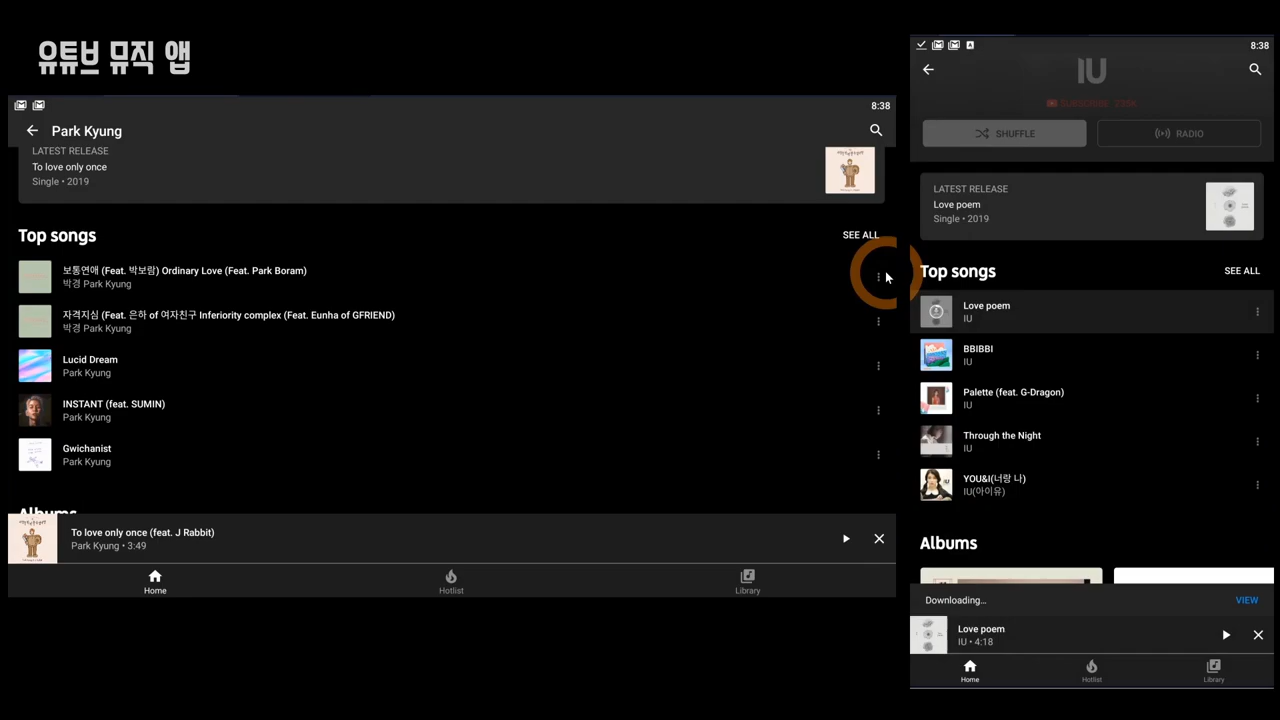 유튜브 뮤직 앱
8:38
Park Kyung
LATEST RELEASE
To love only once
Single • 2019
Top songs
SEE ALL
보통연애 (Feat. 박보람) Ordinary Love (Feat. Park Boram)
박경 Park Kyung
자격지심 (Feat. 은하 of 여자친구 Inferiority complex (Feat. Eunha of GFRIEND)
박경 Park Kyung
Lucid Dream
Park Kyung
INSTANT (feat. SUMIN)
Park Kyung
Gwichanist
Park Kyung
Albums
To love only once (feat. J Rabbit)
Park Kyung • 3:49
Home
Hotlist
Library
8:38
IU
SHUFFLE
RADIO
LATEST RELEASE
Love poem
Single • 2019
Top songs
SEE ALL
Love poem
IU
BBIBBI
IU
Palette (feat. G-Dragon)
IU
Through the Night
IU
YOU&I(너랑 나)
IU(아이유)
Albums
Downloading...
VIEW
Love poem
IU • 4:18
Home
Hotlist
Library